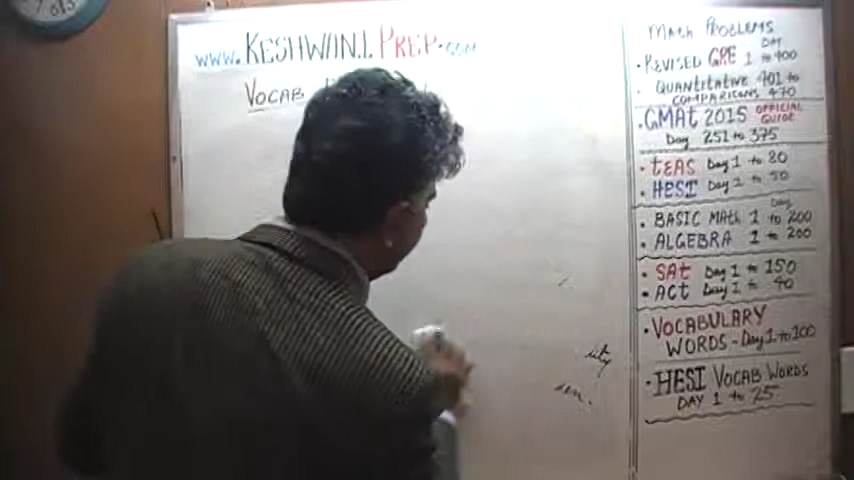 www.KESHWANI PREP.com
VOCAB
MATH PROBLEMS
DAY
• REVISED GRE 1 to 400
• QUANTITATIVE 401 to
COMPARICONS 470
• GMAT 2015 OFFICIAL GUIDE
Day 251 to 375
• TEAS Day 1 to 80
• HESI Day 1 to 50
DAY
• BASIC MATH 1 to 200
• ALGEBRA 1 to 200
• SAT Day 1 to 150
• ACT Day 1 to 40
• VOCABULARY
WORDS - Day 1 to 100
• HESI VOCAB WORDS
DAY 1 to 25